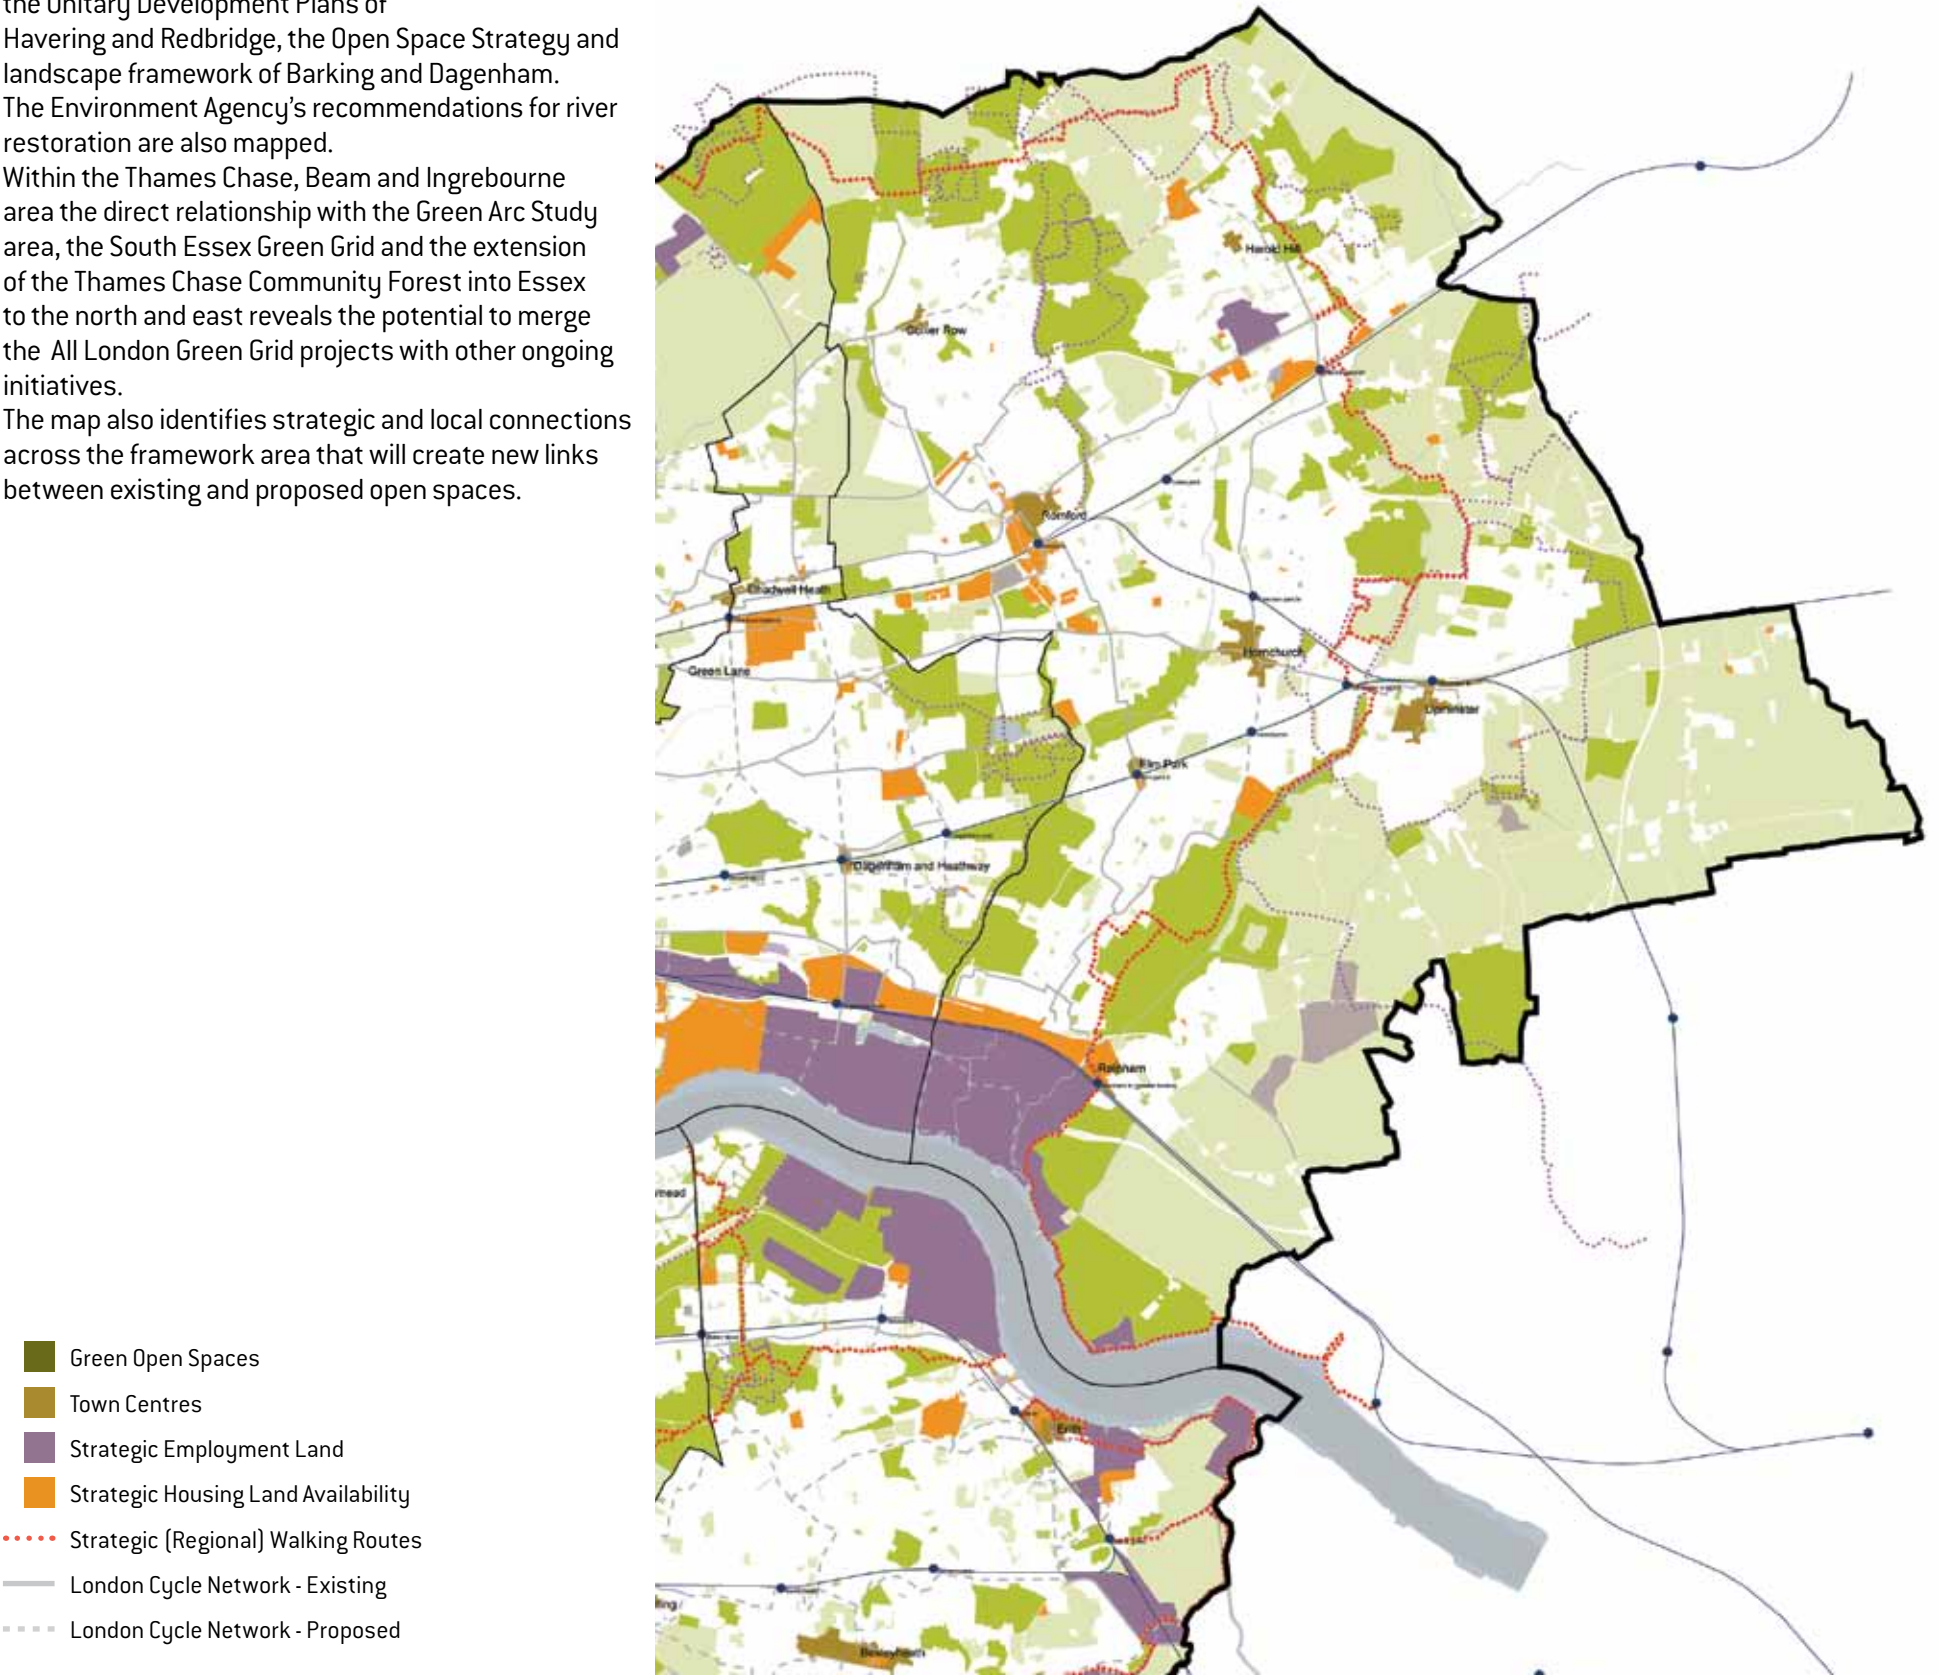 the Unitary Development Plans of
Havering and Redbridge, the Open Space Strategy and
landscape framework of Barking and Dagenham.
The Environment Agency's recommendations for river
restoration are also mapped.
Within the Thames Chase, Beam and Ingrebourne
area the direct relationship with the Green Arc Study
area, the South Essex Green Grid and the extension
of the Thames Chase Community Forest into Essex
to the north and east reveals the potential to merge
the  All London Green Grid projects with other ongoing
initiatives.
The map also identifies strategic and local connections
across the framework area that will create new links
between existing and proposed open spaces.
Green Open Spaces
Town Centres
Strategic Employment Land
Strategic Housing Land Availability
Strategic (Regional) Walking Routes
London Cycle Network - Existing
London Cycle Network - Proposed
Harold Hill
Collier Row
Romford
Chadwell Heath
Green Lane
Hornchurch
Upminster
Elm Park
Dagenham and Heathway
Rainham
mead
Erith
Bexleyheath